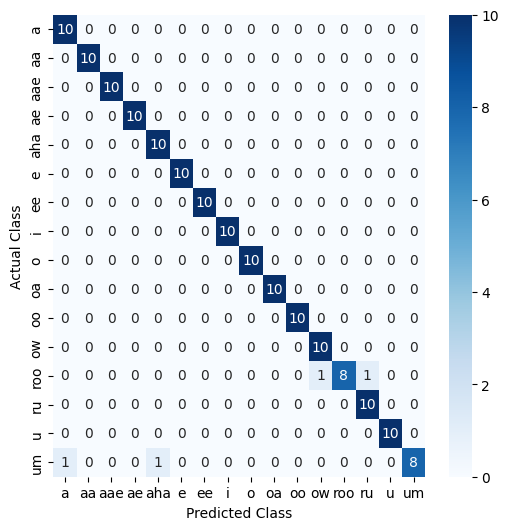 a 10 0 0 0 0 0 0 0 0 0 0 0 0 0 0 0 10
aa 0 10 0 0 0 0 0 0 0 0 0 0 0 0 0 0
aae 0 0 10 0 0 0 0 0 0 0 0 0 0 0 0 0
ae 0 0 0 10 0 0 0 0 0 0 0 0 0 0 0 0 8
aha 0 0 0 0 10 0 0 0 0 0 0 0 0 0 0 0
e 0 0 0 0 0 10 0 0 0 0 0 0 0 0 0 0
ee 0 0 0 0 0 0 10 0 0 0 0 0 0 0 0 0 6
i 0 0 0 0 0 0 0 10 0 0 0 0 0 0 0 0
Actual Class
o 0 0 0 0 0 0 0 0 10 0 0 0 0 0 0 0
oa 0 0 0 0 0 0 0 0 0 10 0 0 0 0 0 0 4
oo 0 0 0 0 0 0 0 0 0 0 10 0 0 0 0 0
ow 0 0 0 0 0 0 0 0 0 0 0 10 0 0 0 0
roo 0 0 0 0 0 0 0 0 0 0 0 1 8 1 0 0 2
ru 0 0 0 0 0 0 0 0 0 0 0 0 0 10 0 0
u 0 0 0 0 0 0 0 0 0 0 0 0 0 0 10 0
um 1 0 0 0 1 0 0 0 0 0 0 0 0 0 0 8 0
a aa aae ae aha e ee i o oa oo ow roo ru u um
Predicted Class